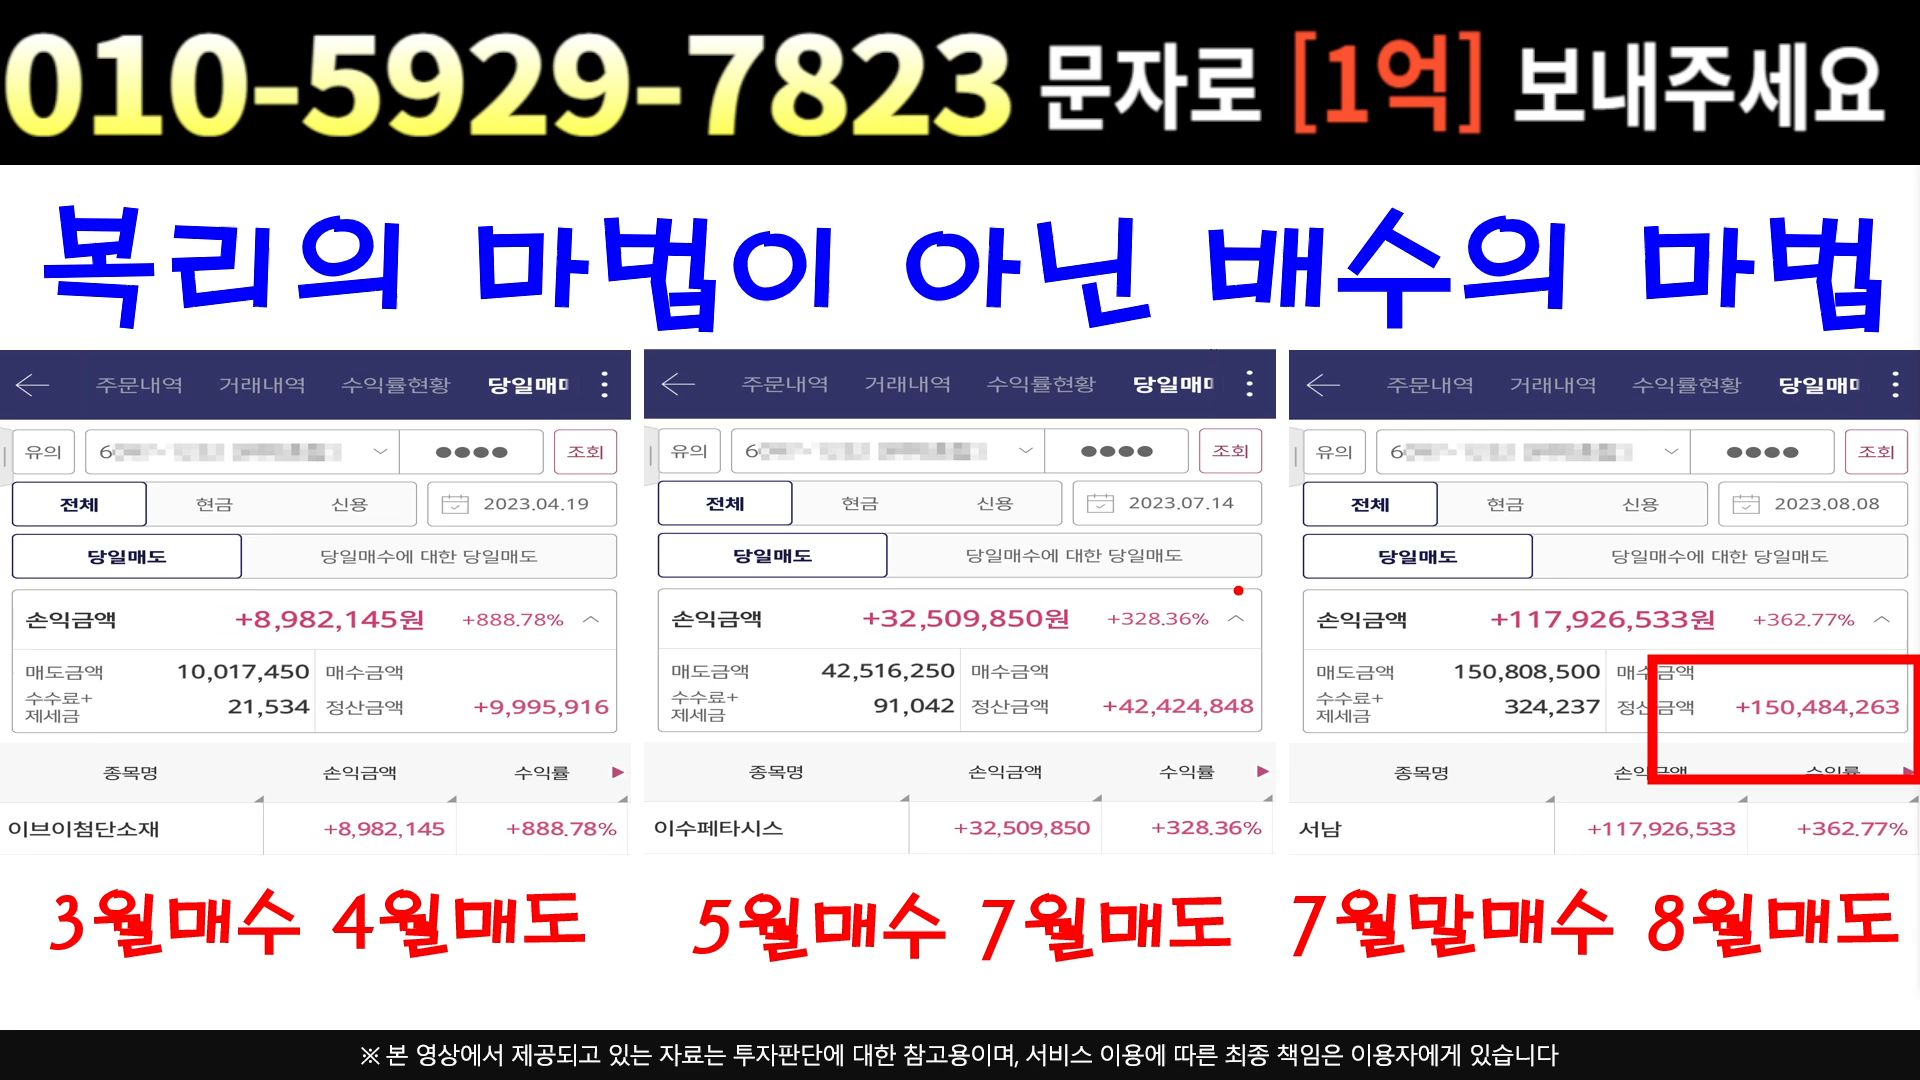 010-5929-7823 문자로 [1억] 보내주세요
복리의 마법이 아닌 배수의 마법
주문내역 거래내역 수익률현황 당일매
유의 6 ●●●● 조회
전체 현금 신용 2023.04.19
당일매도 당일매수에 대한 당일매도
손익금액 +8,982,145원 +888.78%
매도금액 10,017,450 매수금액
수수료+
제세금 21,534 정산금액 +9,995,916
종목명 손익금액 수익률
이브이첨단소재 +8,982,145 +888.78%
3월매수 4월매도
주문내역 거래내역 수익률현황 당일매
유의 6 ●●●● 조회
전체 현금 신용 2023.07.14
당일매도 당일매수에 대한 당일매도
손익금액 +32,509,850원 +328.36%
매도금액 42,516,250 매수금액
수수료+
제세금 91,042 정산금액 +42,424,848
종목명 손익금액 수익률
이수페타시스 +32,509,850 +328.36%
5월매수 7월매도
주문내역 거래내역 수익률현황 당일매
유의 6 ●●●● 조회
전체 현금 신용 2023.08.08
당일매도 당일매수에 대한 당일매도
손익금액 +117,926,533원 +362.77%
매도금액 150,808,500 매수금액
수수료+
제세금 324,237 정산금액 +150,484,263
종목명 손익금액 수익률
서남 +117,926,533 +362.77%
7월말매수 8월매도
※ 본 영상에서 제공되고 있는 자료는 투자판단에 대한 참고용이며, 서비스 이용에 따른 최종 책임은 이용자에게 있습니다